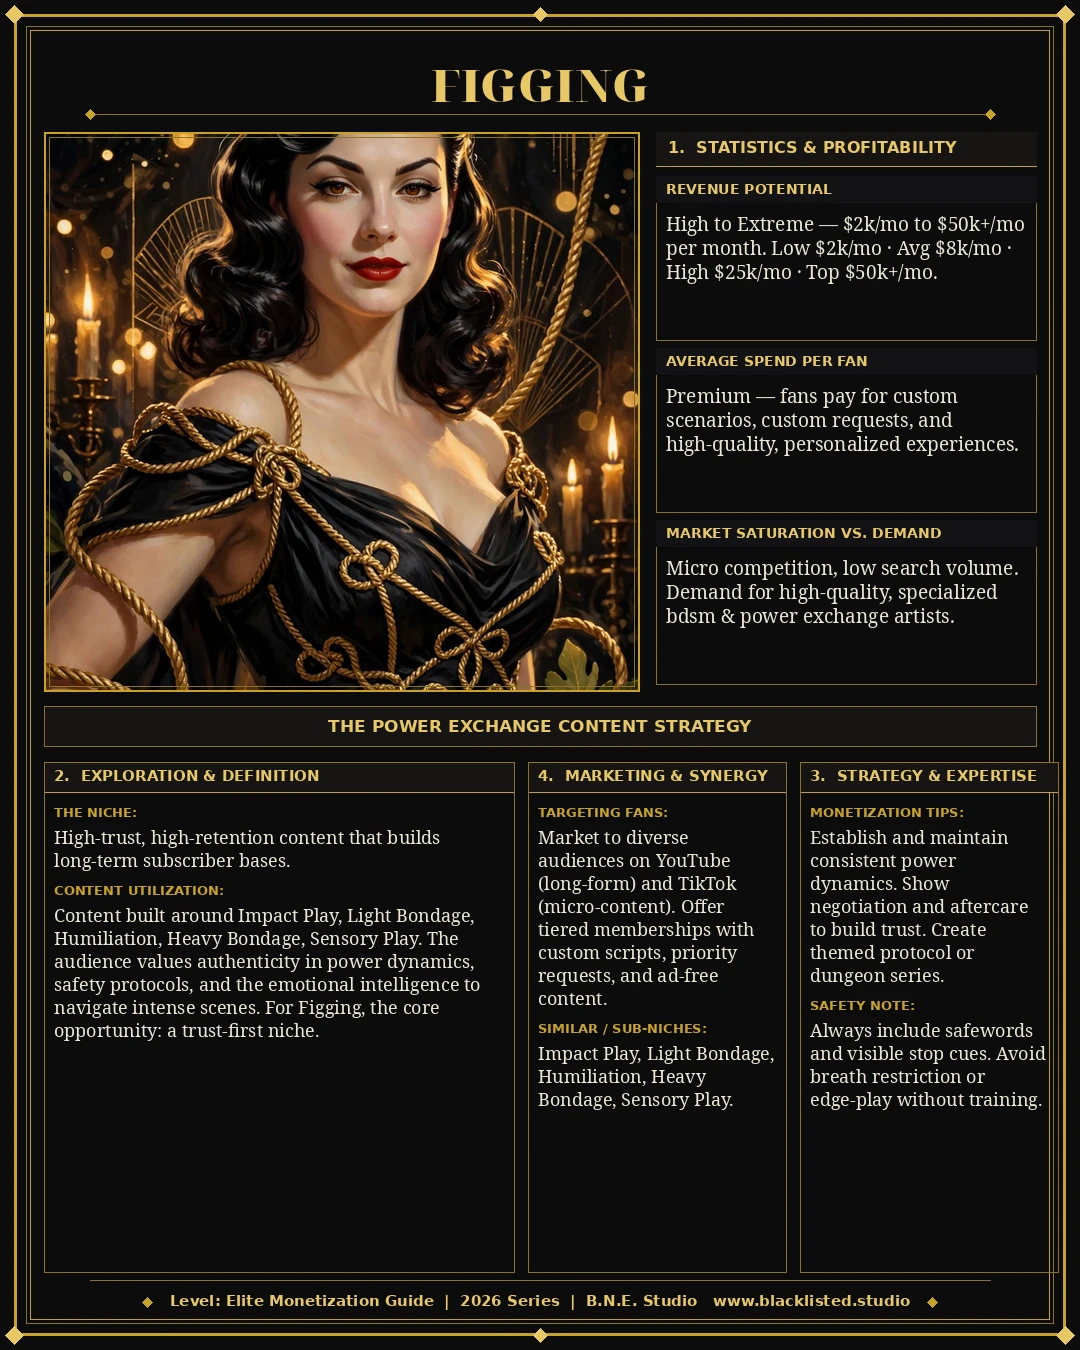 FIGGING
1. STATISTICS & PROFITABILITY
REVENUE POTENTIAL
High to Extreme — $2k/mo to $50k+/mo
per month. Low $2k/mo · Avg $8k/mo ·
High $25k/mo · Top $50k+/mo.
AVERAGE SPEND PER FAN
Premium — fans pay for custom
scenarios, custom requests, and
high-quality, personalized experiences.
MARKET SATURATION VS. DEMAND
Micro competition, low search volume.
Demand for high-quality, specialized
bdsm & power exchange artists.
THE POWER EXCHANGE CONTENT STRATEGY
2. EXPLORATION & DEFINITION
THE NICHE:
High-trust, high-retention content that builds
long-term subscriber bases.
CONTENT UTILIZATION:
Content built around Impact Play, Light Bondage,
Humiliation, Heavy Bondage, Sensory Play. The
audience values authenticity in power dynamics,
safety protocols, and the emotional intelligence to
navigate intense scenes. For Figging, the core
opportunity: a trust-first niche.
4. MARKETING & SYNERGY
TARGETING FANS:
Market to diverse
audiences on YouTube
(long-form) and TikTok
(micro-content). Offer
tiered memberships with
custom scripts, priority
requests, and ad-free
content.
SIMILAR / SUB-NICHES:
Impact Play, Light Bondage,
Humiliation, Heavy
Bondage, Sensory Play.
3. STRATEGY & EXPERTISE
MONETIZATION TIPS:
Establish and maintain
consistent power
dynamics. Show
negotiation and aftercare
to build trust. Create
themed protocol or
dungeon series.
SAFETY NOTE:
Always include safewords
and visible stop cues. Avoid
breath restriction or
edge-play without training.
Level: Elite Monetization Guide | 2026 Series | B.N.E. Studio www.blacklisted.studio